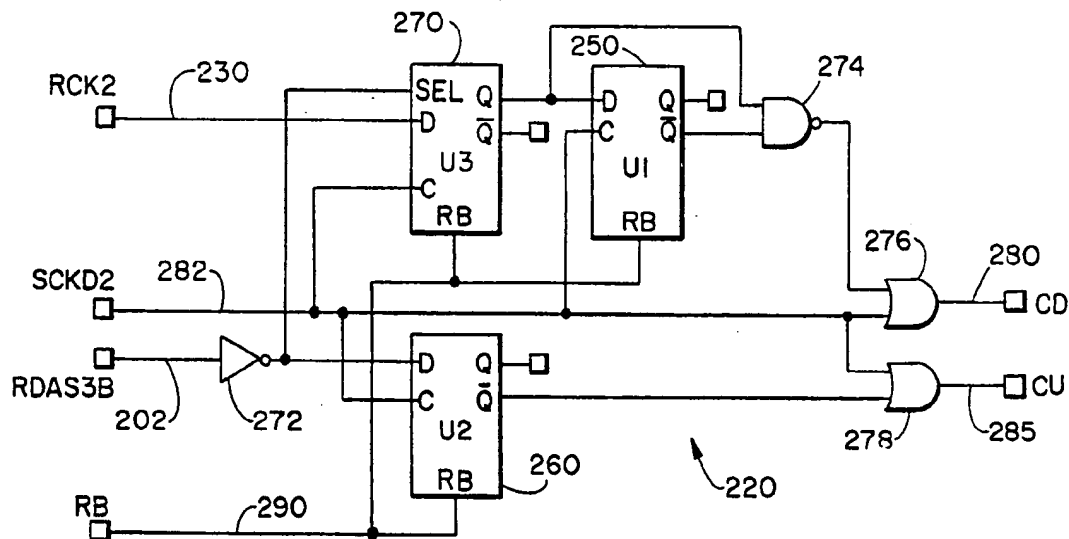 270
250
274
RCK2
230
SEL Q
D Q̅
U3
C
RB
D Q
C Q̅
U1
RB
276
280
SCKD2
282
CD
RDAS3B
202
272
D Q
C Q̅
U2
RB
260
CU
278
285
220
RB
290